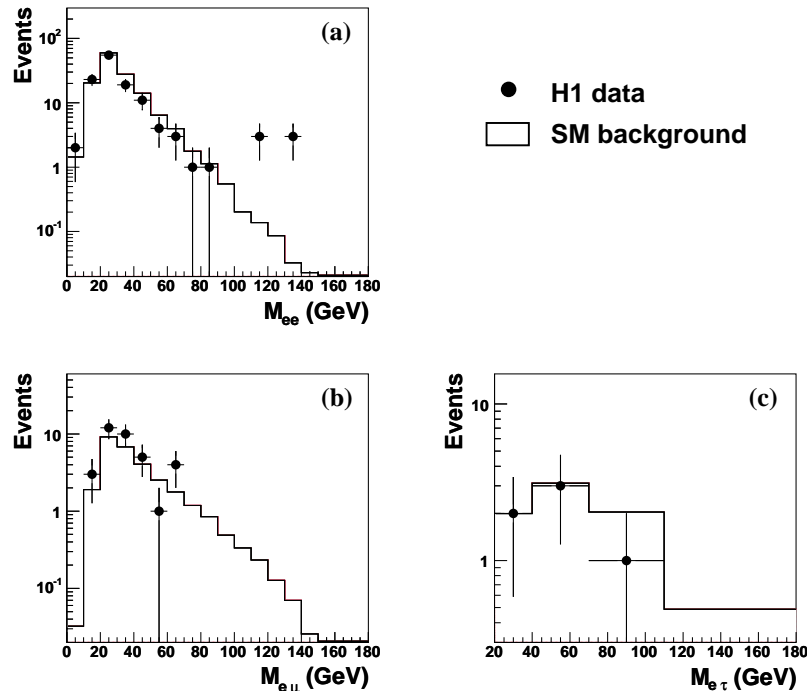 (a)
Events
10²
10
1
10⁻¹
0 20 40 60 80 100 120 140 160 180
M_ee (GeV)
H1 data
SM background
(b)
Events
10
1
10⁻¹
0 20 40 60 80 100 120 140 160 180
M_eμ (GeV)
(c)
Events
10
1
20 40 60 80 100 120 140 160 180
M_eτ (GeV)